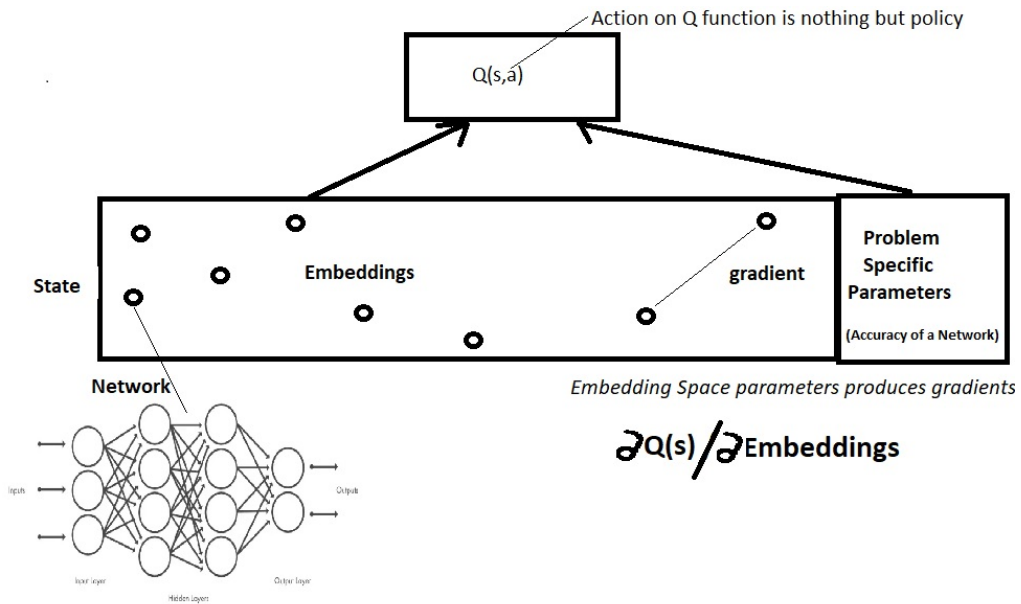 Action on Q function is nothing but policy
Q(s,a)
State
Embeddings
gradient
Problem
Specific
Parameters
(Accuracy of a Network)
Network
Embedding Space parameters produces gradients
∂Q(s)/∂Embeddings
Inputs
Outputs
Input Layer
Output Layer
Hidden Layers